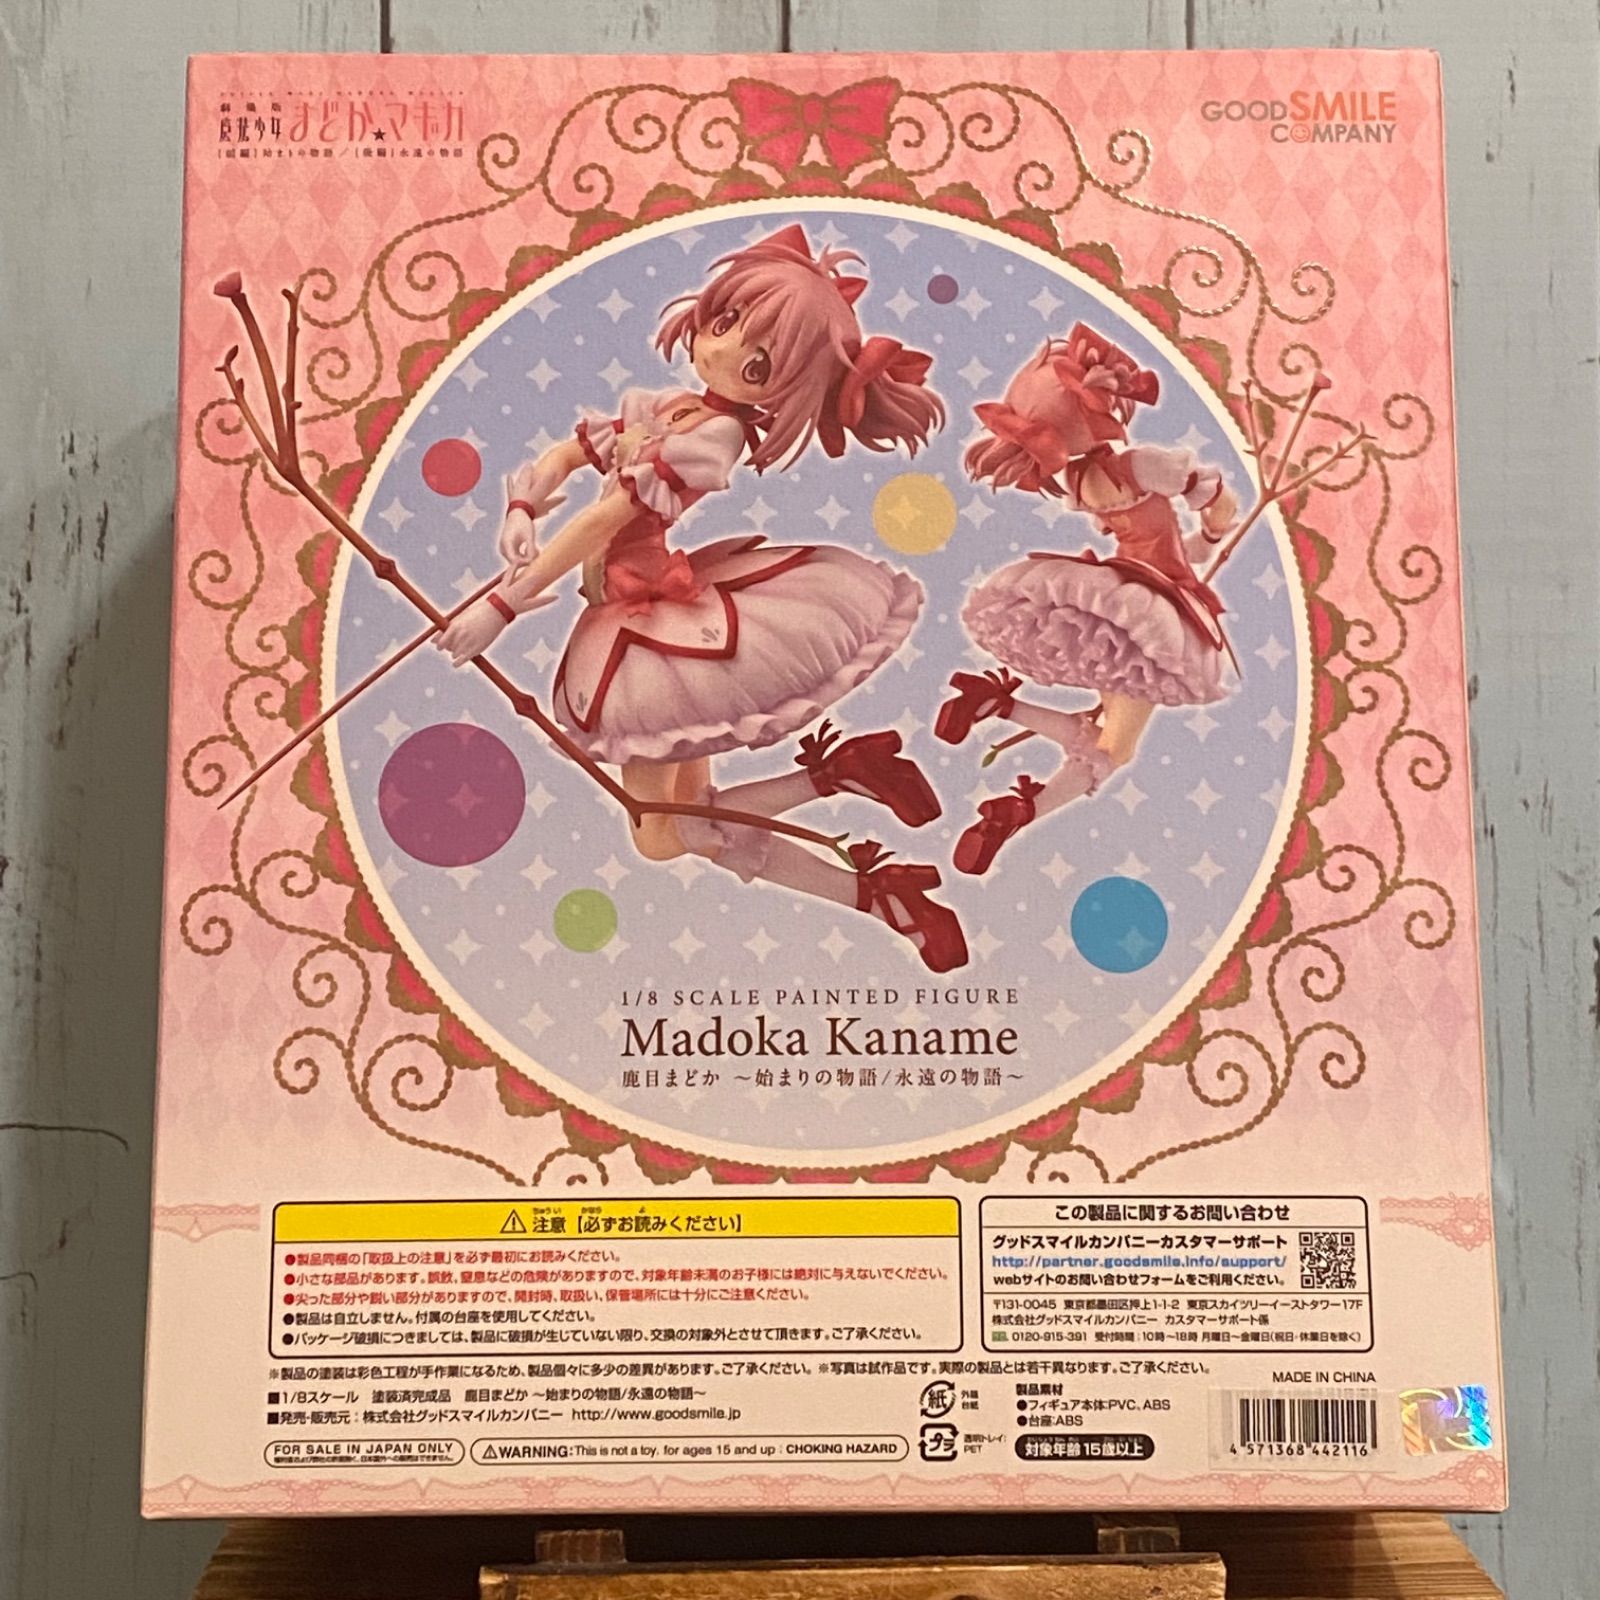 劇場版
魔法少年まどか★マギカ
[前編]始まりの物語／[後編]永遠の物語
GOODSMILE
COMPANY
1/8 SCALE PAINTED FIGURE
Madoka Kaname
鹿目まどか ～始まりの物語/永遠の物語～
⚠注意【必ずお読みください】
●製品同梱の「取扱上の注意」を必ず最初にお読みください。
●小さな部品があります。誤飲、窒息などの危険がありますので、対象年齢未満のお子様には絶対に与えないでください。
●尖った部分や鋭い部分がありますので、開封時、取扱い、保管場所には十分にご注意ください。
●製品は自立しません。付属の台座を使用してください。
●パッケージ破損につきましては、製品に破損が生じていない限り、交換の対象外とさせて頂きます。ご了承ください。
この製品に関するお問い合わせ
グッドスマイルカンパニーカスタマーサポート
http://partner.goodsmile.info/support/
webサイトのお問い合わせフォームをご利用ください。
〒131-0045 東京都墨田区押上1-1-2 東京スカイツリーイーストタワー17F
株式会社グッドスマイルカンパニー カスタマーサポート係
0120-915-391 受付時間：10時～18時 月曜日～金曜日(祝日・休業日を除く)
※製品の塗装は彩色工程が手作業になるため、製品個々に多少の差異があります。ご了承ください。※写真は試作品です。実際の製品とは若干異なります。ご了承ください。
■1/8スケール 塗装済完成品 鹿目まどか ～始まりの物語/永遠の物語～
■発売・販売元：株式会社グッドスマイルカンパニー http://www.goodsmile.jp
FOR SALE IN JAPAN ONLY
⚠WARNING: This is not a toy. for ages 15 and up : CHOKING HAZARD
紙 外箱 台紙
プラ 透明トレイ: PET
製品素材
●フィギュア本体:PVC、ABS
●台座:ABS
対象年齢15歳以上
MADE IN CHINA
4 571368 442116